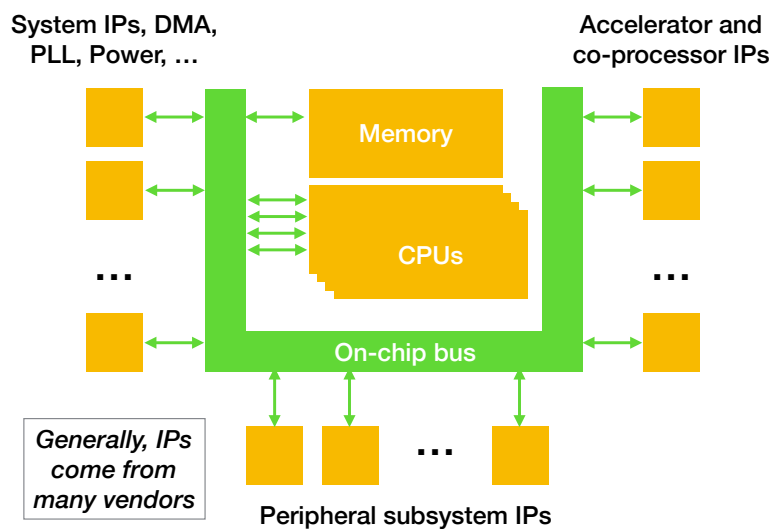 System IPs, DMA,
PLL, Power, …
Accelerator and
co-processor IPs
Memory
CPUs
...
...
On-chip bus
Generally, IPs
come from
many vendors
...
Peripheral subsystem IPs